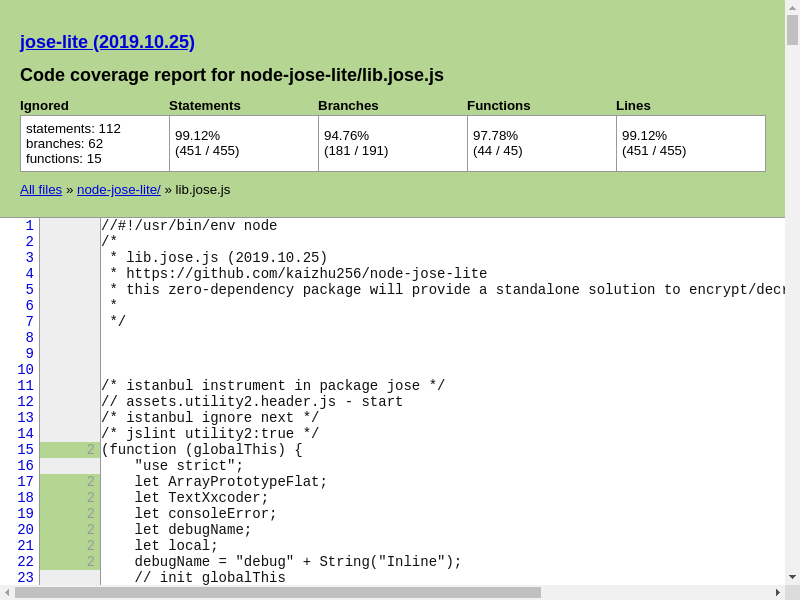 jose-lite (2019.10.25)
Code coverage report for node-jose-lite/lib.jose.js
Ignored Statements Branches Functions Lines
statements: 112
branches: 62
functions: 15
99.12%
(451 / 455)
94.76%
(181 / 191)
97.78%
(44 / 45)
99.12%
(451 / 455)
All files » node-jose-lite/ » lib.jose.js
1 //#!/usr/bin/env node
2 /*
3 * lib.jose.js (2019.10.25)
4 * https://github.com/kaizhu256/node-jose-lite
5 * this zero-dependency package will provide a standalone solution to encrypt/decr
6 *
7 */
8
9
10
11 /* istanbul instrument in package jose */
12 // assets.utility2.header.js - start
13 /* istanbul ignore next */
14 /* jslint utility2:true */
15 2 (function (globalThis) {
16 "use strict";
17 2 let ArrayPrototypeFlat;
18 2 let TextXxcoder;
19 2 let consoleError;
20 2 let debugName;
21 2 let local;
22 2 debugName = "debug" + String("Inline");
23 // init globalThis